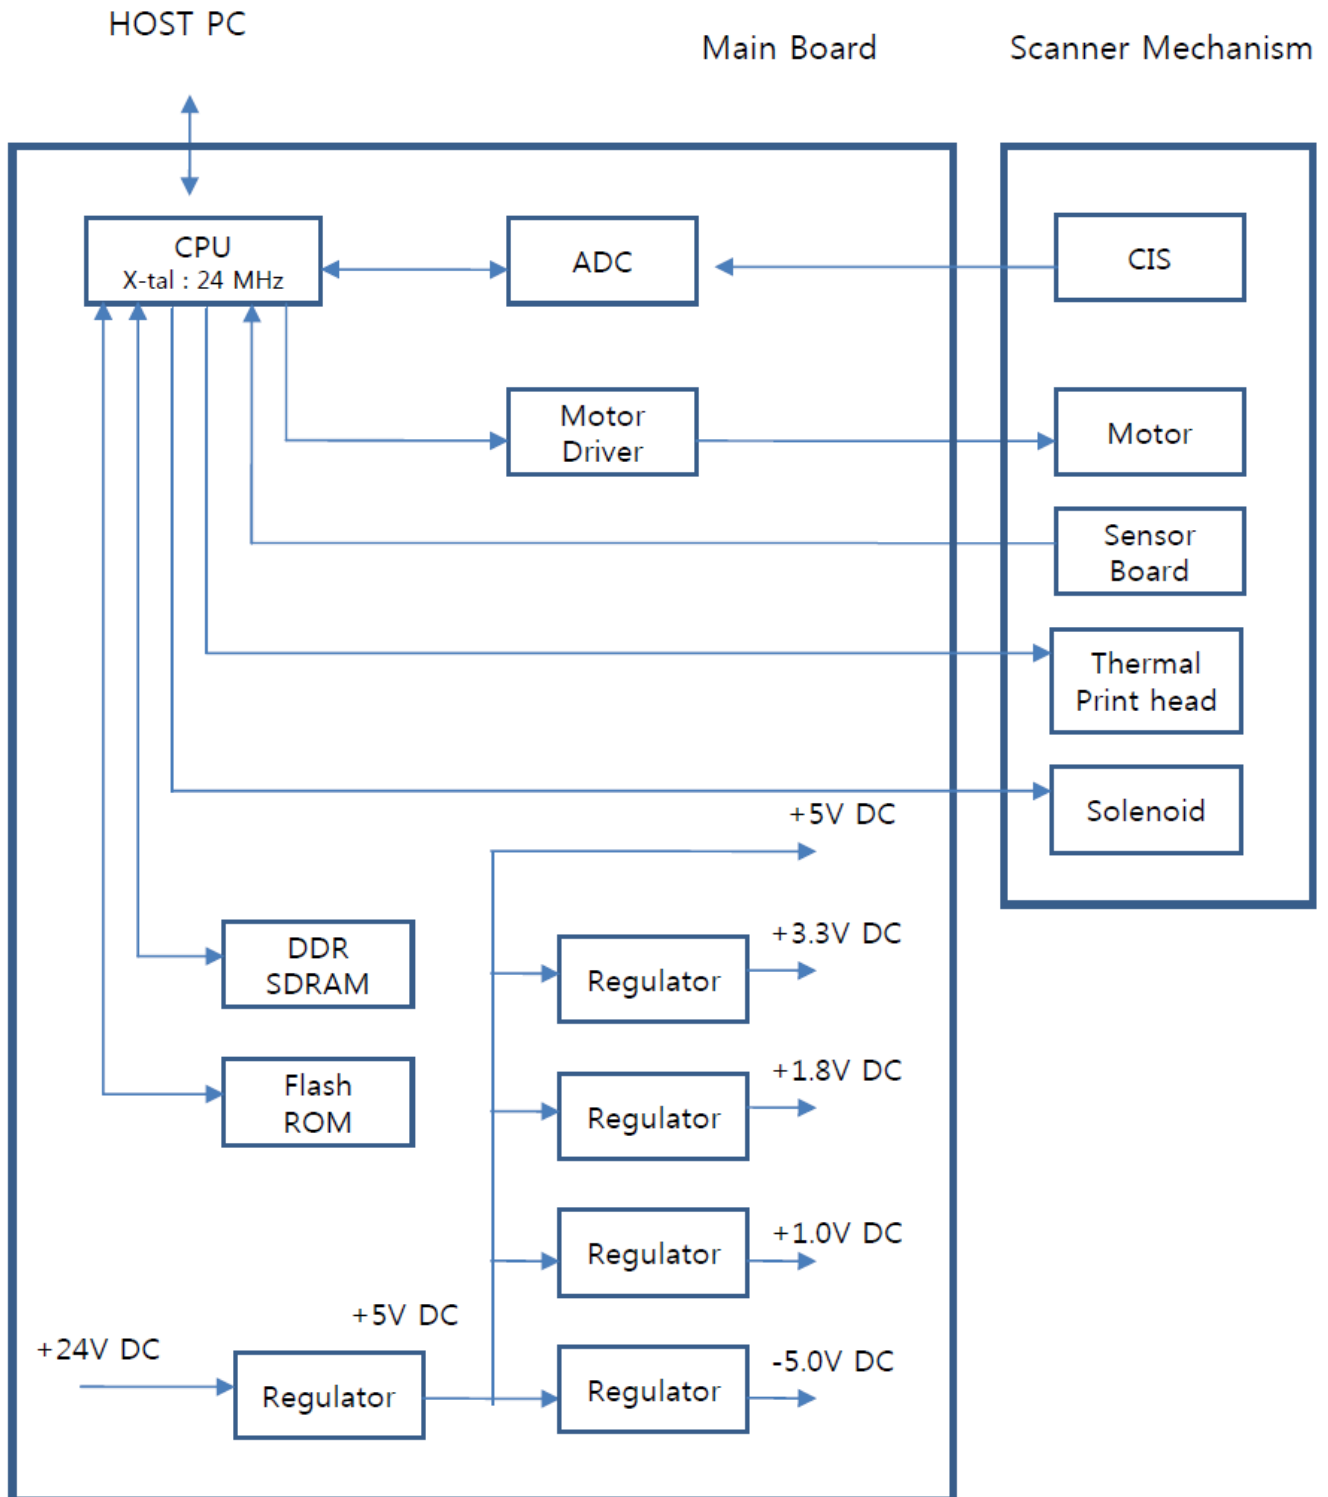 HOST PC
Main Board
Scanner Mechanism
CPU
X-tal : 24 MHz
ADC
CIS
Motor
Driver
Motor
Sensor
Board
Thermal
Print head
Solenoid
+5V DC
DDR
SDRAM
Regulator
+3.3V DC
Flash
ROM
Regulator
+1.8V DC
Regulator
+1.0V DC
+24V DC
Regulator
+5V DC
Regulator
-5.0V DC